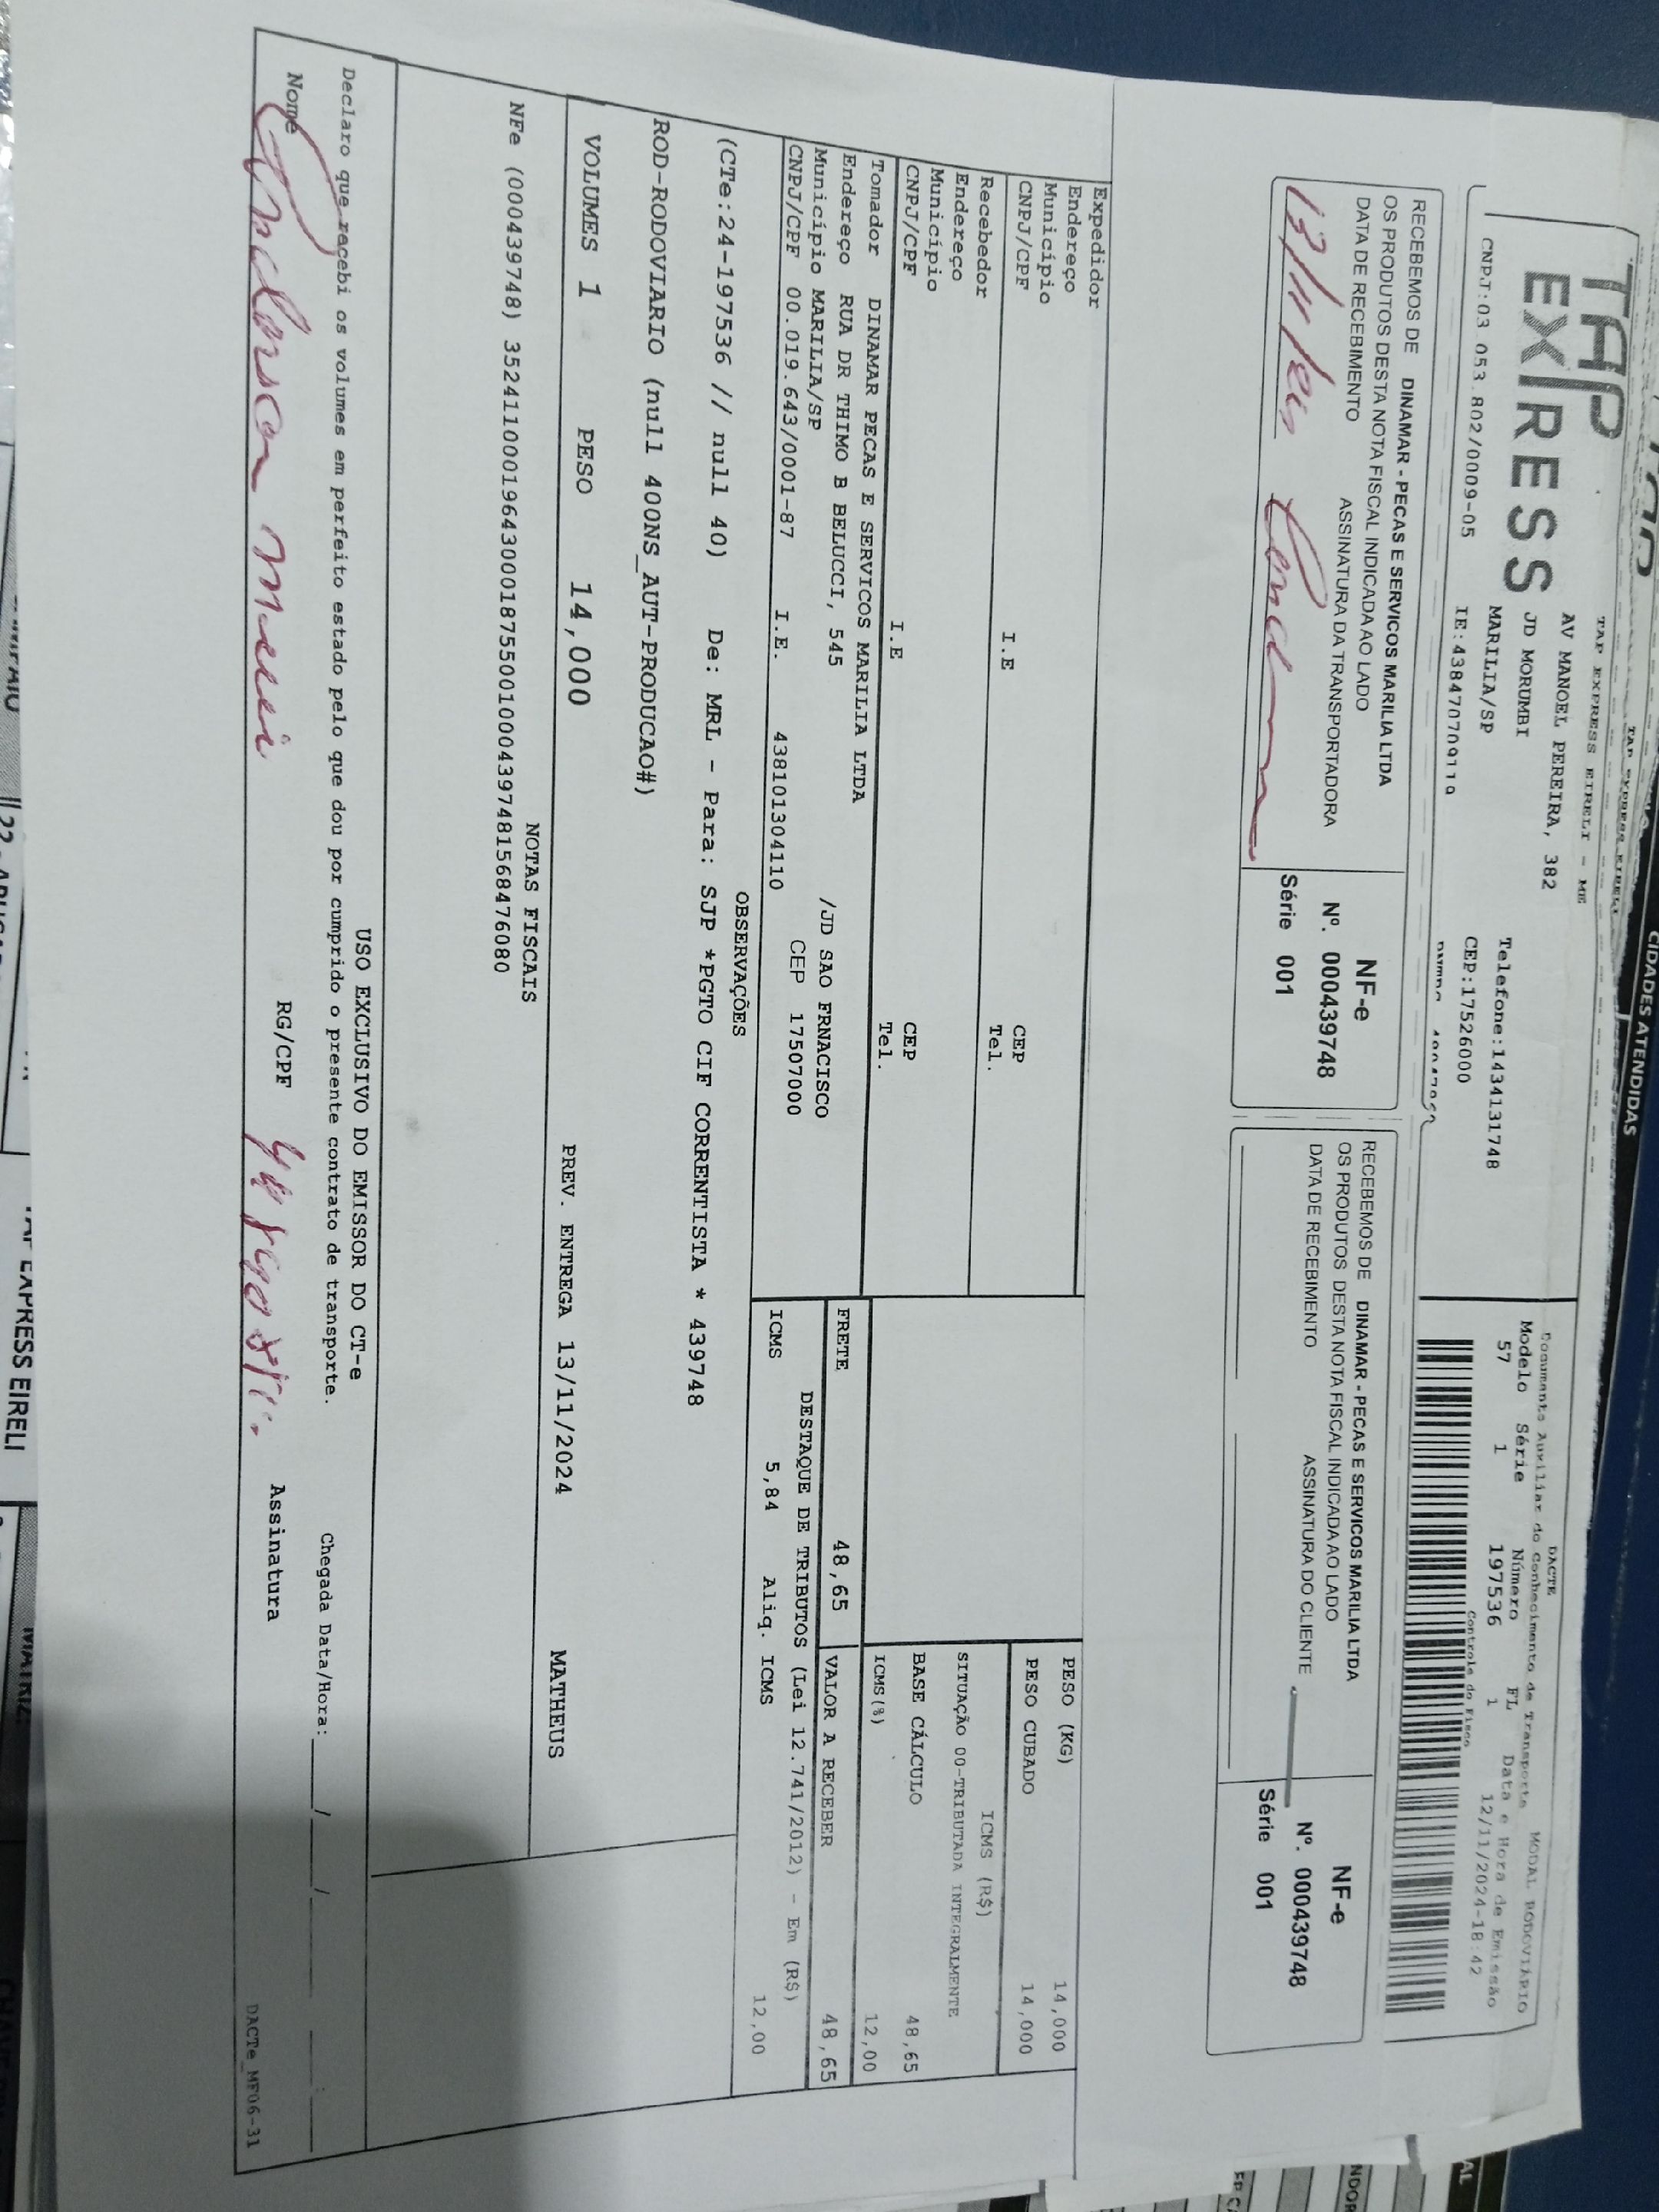 CIDADES ATENDIDAS
TAP
EXPRESS
TAP EXPRESS EIRELI - ME
AV MANOEL PEREIRA, 382
JD MORUMBI
MARILIA/SP
Telefone:1434131748
CEP:17526000
CNPJ:03.053.802/0009-05
IE:438470709119
DACTE
Documento Auxiliar do Conhecimento de Transporte
MODAL RODOVIÁRIO
Modelo Série Número FL Data e Hora de Emissão
57 1 197536 1 12/11/2024-18:42
Controle do Fisco
RECEBEMOS DE DINAMAR - PECAS E SERVICOS MARILIA LTDA
OS PRODUTOS DESTA NOTA FISCAL INDICADA AO LADO
DATA DE RECEBIMENTO ASSINATURA DA TRANSPORTADORA
NF-e
Nº. 000439748
Série 001
RECEBEMOS DE DINAMAR - PECAS E SERVICOS MARILIA LTDA
OS PRODUTOS DESTA NOTA FISCAL INDICADA AO LADO
DATA DE RECEBIMENTO ASSINATURA DO CLIENTE
NF-e
Nº. 000439748
Série 001
Expedidor
Endereço
Município
CNPJ/CPF I.E CEP
Tel.
Recebedor
Endereço
Município
CNPJ/CPF I.E CEP
Tel.
PESO (KG) 14,000
PESO CUBADO 14,000
ICMS (R$)
SITUAÇÃO 00-TRIBUTADA INTEGRALMENTE
BASE CÁLCULO 48,65
ICMS(%) 12,00
Tomador DINAMAR PECAS E SERVICOS MARILIA LTDA
Endereço RUA DR THIMO B BELUCCI, 545 /JD SAO FRNACISCO
Município MARILIA/SP CEP 17507000
CNPJ/CPF 00.019.643/0001-87 I.E. 438101304110
FRETE 48,65 VALOR A RECEBER 48,65
DESTAQUE DE TRIBUTOS (Lei 12.741/2012) - Em (R$)
ICMS 5,84 Aliq. ICMS 12,00
OBSERVAÇÕES
(CTe:24-197536 // null 40) De: MRL - Para: SJP *PGTO CIF CORRENTISTA * 439748
ROD-RODOVIARIO (null 400NS_AUT-PRODUCAO#)
VOLUMES 1 PESO 14,000 PREV. ENTREGA 13/11/2024 MATHEUS
NOTAS FISCAIS
NFe (000439748) 35241100019643000187550010004397481568476080
USO EXCLUSIVO DO EMISSOR DO CT-e
Declaro que recebi os volumes em perfeito estado pelo que dou por cumprido o presente contrato de transporte. Chegada Data/Hora: ___/___/___ __:__
Nome RG/CPF Assinatura
DACTe_MF06-31
EXPRESS EIRELI
MATRIZ: